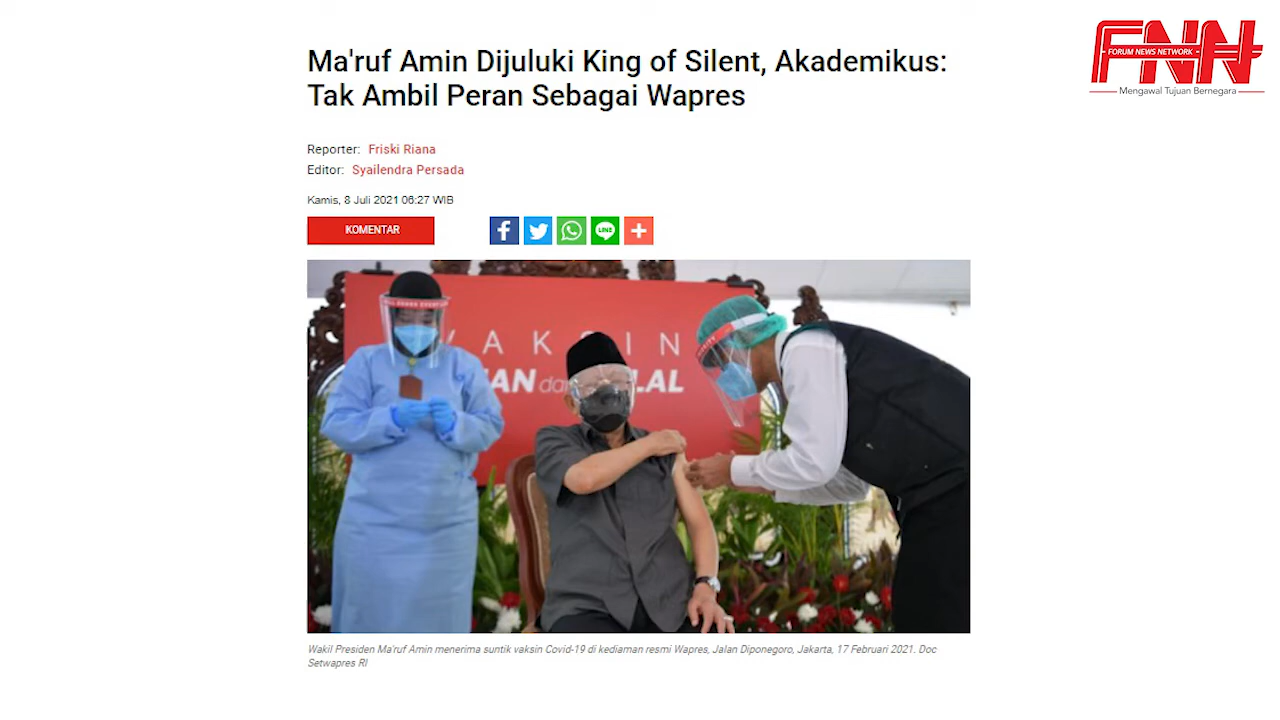 Ma'ruf Amin Dijuluki King of Silent, Akademikus:
Tak Ambil Peran Sebagai Wapres
FNN
FORUM NEWS NETWORK
Mengawal Tujuan Bernegara
Reporter: Friski Riana
Editor: Syailendra Persada
Kamis, 8 Juli 2021 06:27 WIB
KOMENTAR
LINE
VAKSIN
dan
Wakil Presiden Ma'ruf Amin menerima suntik vaksin Covid-19 di kediaman resmi Wapres, Jalan Diponegoro, Jakarta, 17 Februari 2021. Doc
Setwapres RI